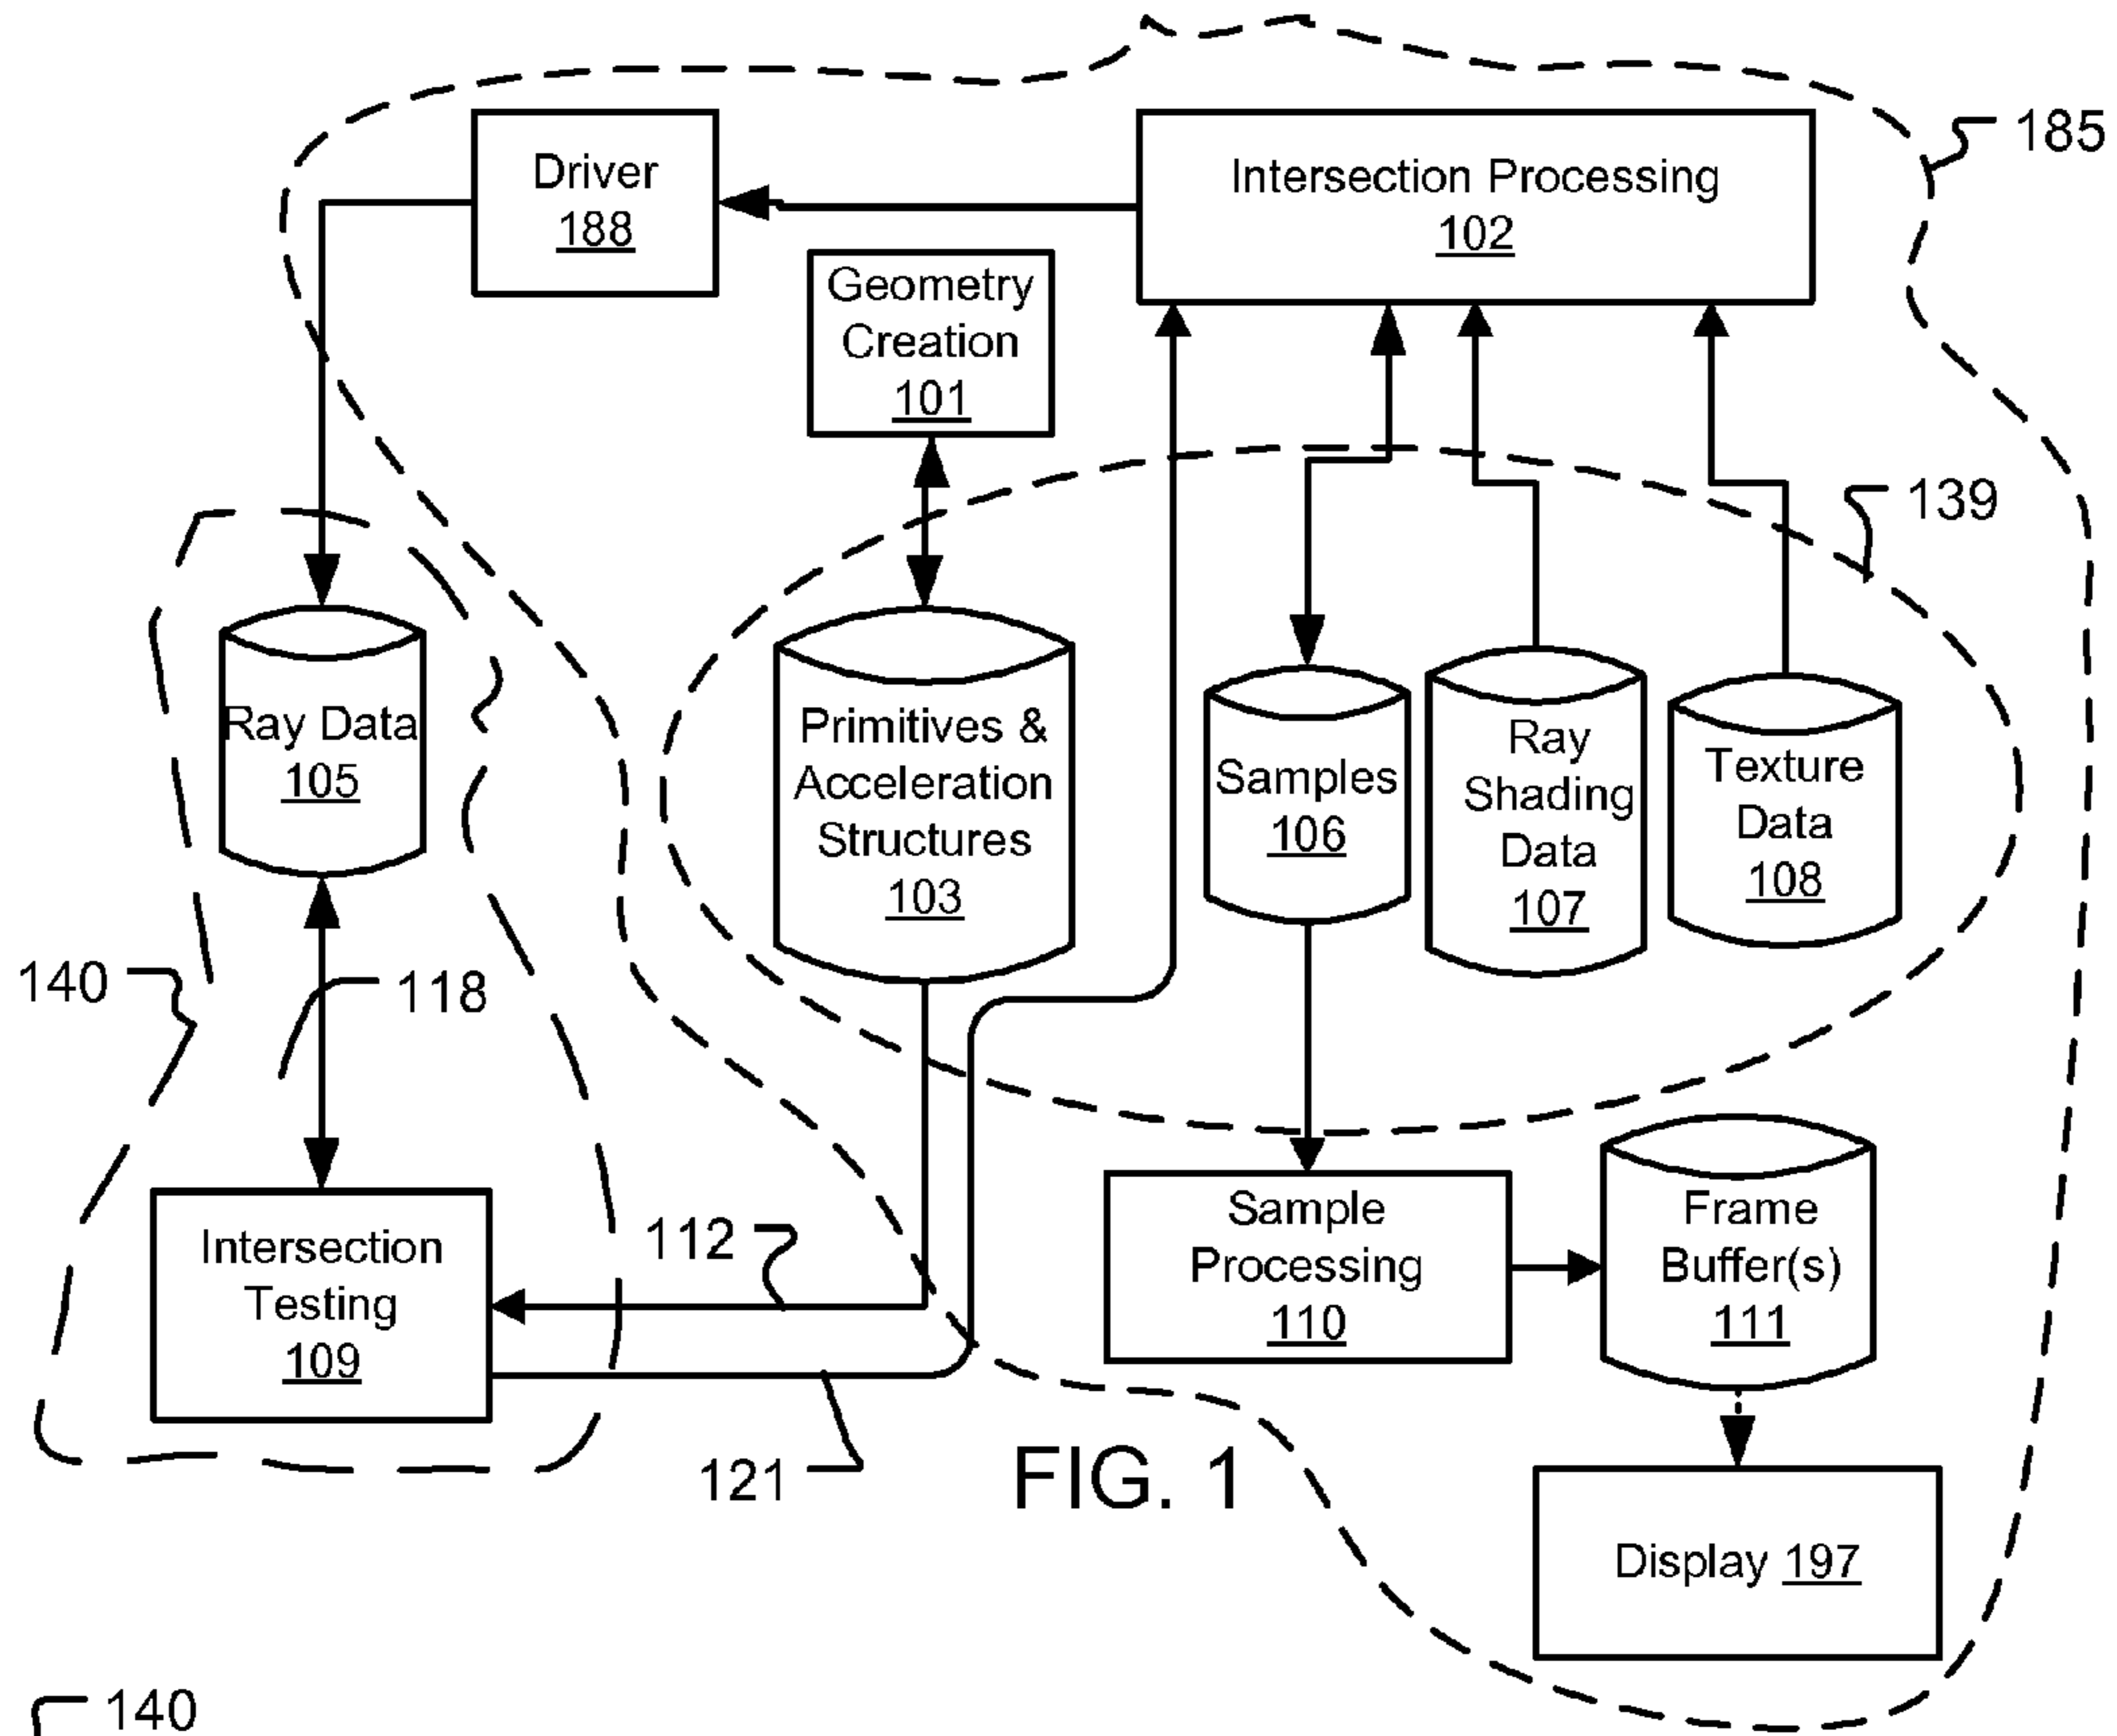 185
Driver
188
Intersection Processing
102
Geometry
Creation
101
139
Ray Data
105
Primitives &
Acceleration
Structures
103
Samples
106
Ray
Shading
Data
107
Texture
Data
108
140
118
Intersection
Testing
109
112
121
Sample
Processing
110
Frame
Buffer(s)
111
FIG. 1
Display 197
140